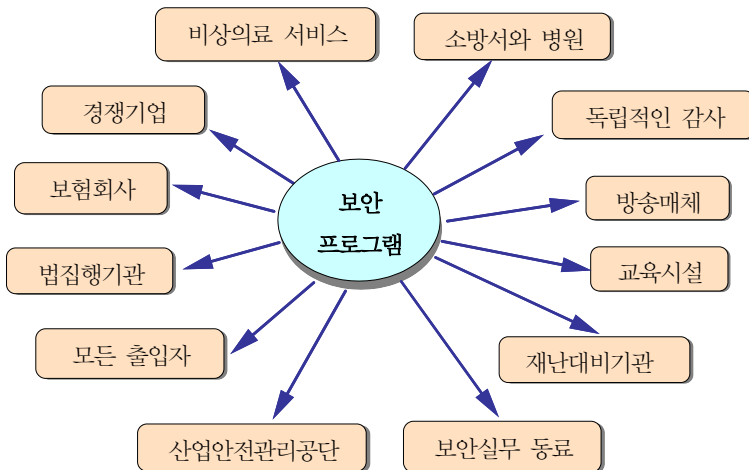 비상의료 서비스
소방서와 병원
경쟁기업
독립적인 감사
보험회사
방송매체
보안
프로그램
법집행기관
교육시설
모든 출입자
재난대비기관
산업안전관리공단
보안실무 동료